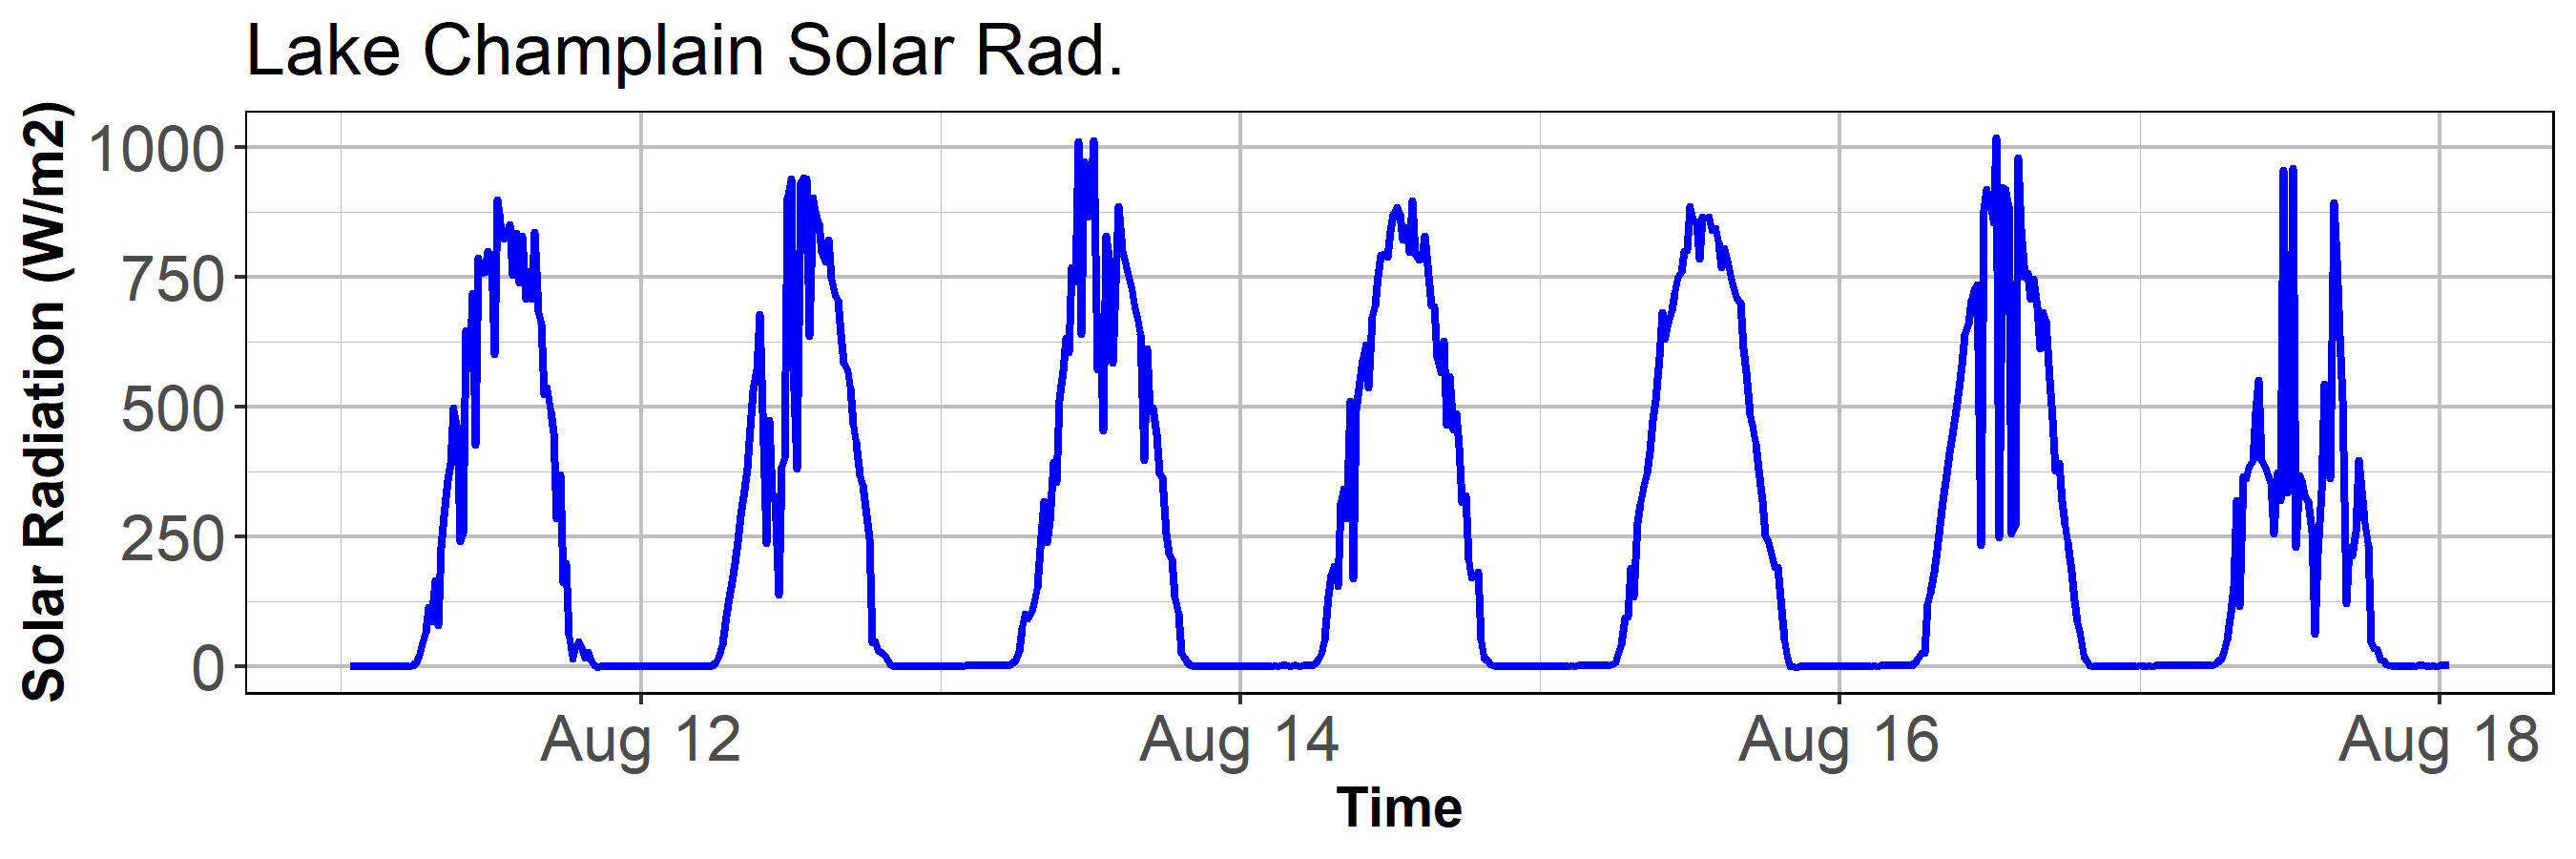 Lake Champlain Solar Rad.
Solar Radiation (W/m2)
1000
750
500
250
0
Aug 12
Aug 14
Aug 16
Aug 18
Time